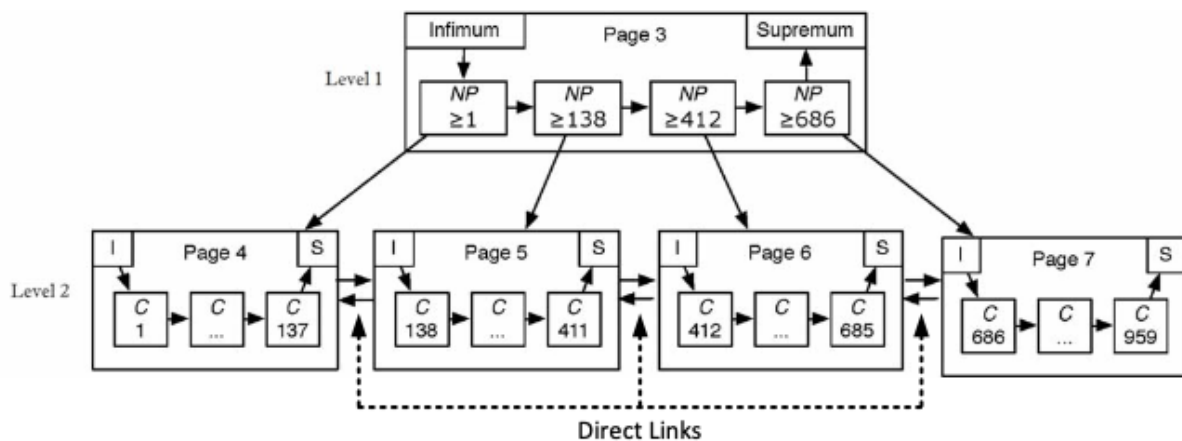 Infimum Page 3 Supremum
Level 1
NP NP NP NP
≥1 ≥138 ≥412 ≥686
I Page 4 S I Page 5 S I Page 6 S I Page 7 S
Level 2
C C C C C C
1 ... 137 138 ... 411 412 ... 685
C C C
686 ... 959
Direct Links